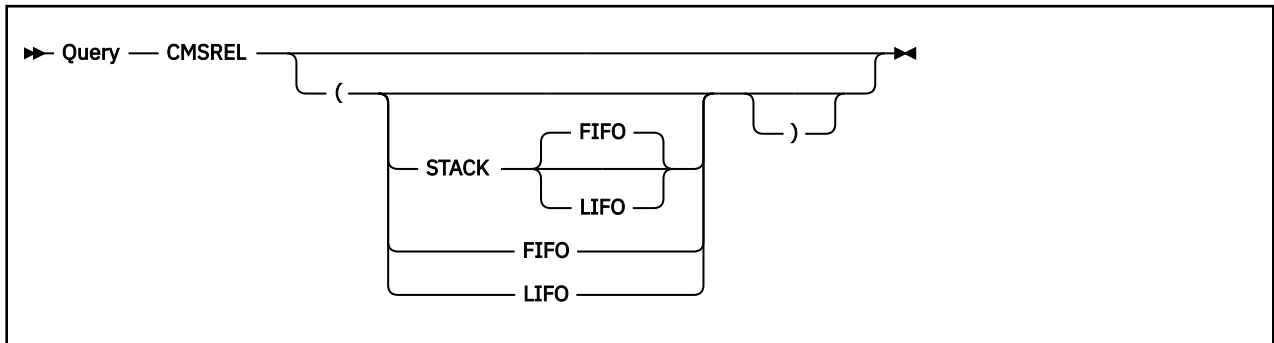 Query CMSREL
(
FIFO
)
STACK
LIFO
FIFO
LIFO